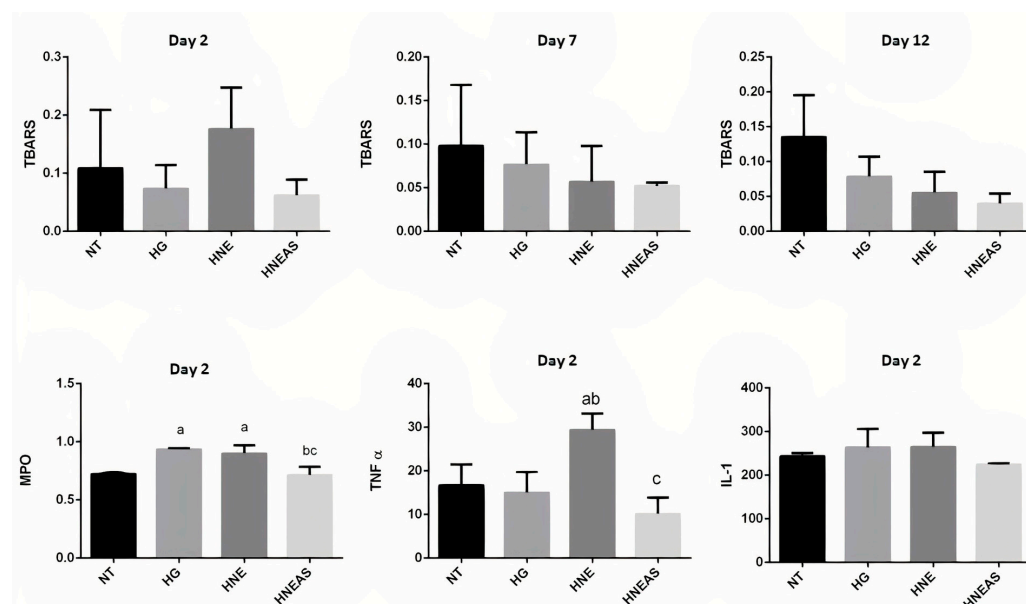 Day 2
TBARS
0.3
0.2
0.1
0.0
NT
HG
HNE
HNEAS
Day 7
TBARS
0.20
0.15
0.10
0.05
0.00
NT
HG
HNE
HNEAS
Day 12
TBARS
0.25
0.20
0.15
0.10
0.05
0.00
NT
HG
HNE
HNEAS
Day 2
MPO
1.5
1.0
0.5
0.0
a
a
bc
NT
HG
HNE
HNEAS
Day 2
TNF α
40
30
20
10
0
ab
c
NT
HG
HNE
HNEAS
Day 2
IL-1
400
300
200
100
0
NT
HG
HNE
HNEAS